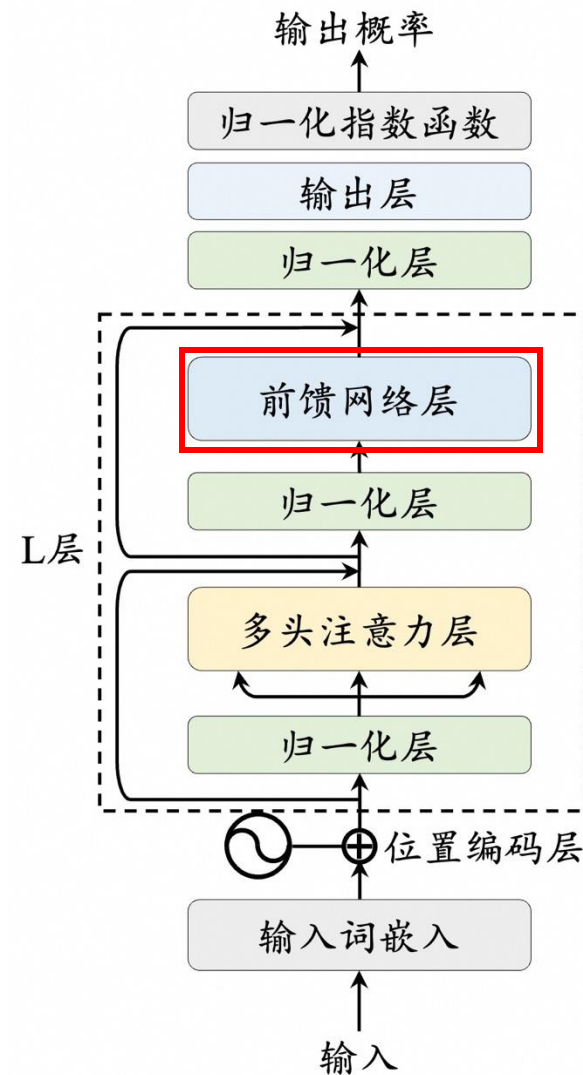 输出概率
归一化指数函数
输出层
归一化层
前馈网络层
归一化层
L层
多头注意力层
归一化层
位置编码层
输入词嵌入
输入